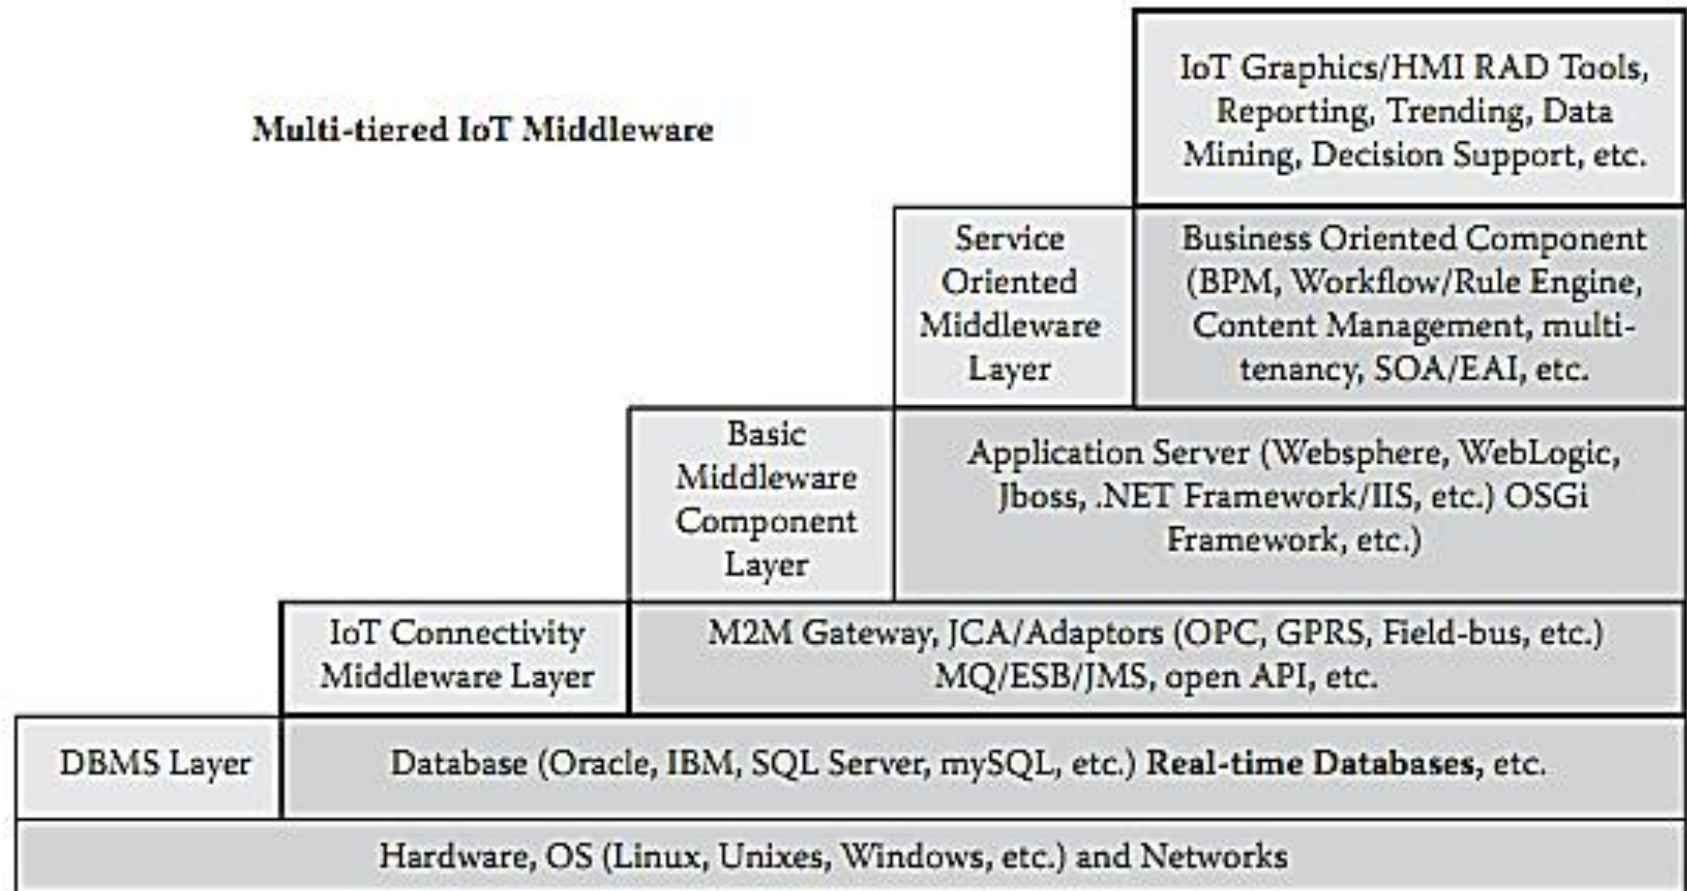 Multi-tiered IoT Middleware
IoT Graphics/HMI RAD Tools,
Reporting, Trending, Data
Mining, Decision Support, etc.
Service
Oriented
Middleware
Layer
Business Oriented Component
(BPM, Workflow/Rule Engine,
Content Management, multi-
tenancy, SOA/EAI, etc.
Basic
Middleware
Component
Layer
Application Server (Websphere, WebLogic,
Jboss, .NET Framework/IIS, etc.) OSGi
Framework, etc.)
IoT Connectivity
Middleware Layer
M2M Gateway, JCA/Adaptors (OPC, GPRS, Field-bus, etc.)
MQ/ESB/JMS, open API, etc.
DBMS Layer
Database (Oracle, IBM, SQL Server, mySQL, etc.) Real-time Databases, etc.
Hardware, OS (Linux, Unixes, Windows, etc.) and Networks